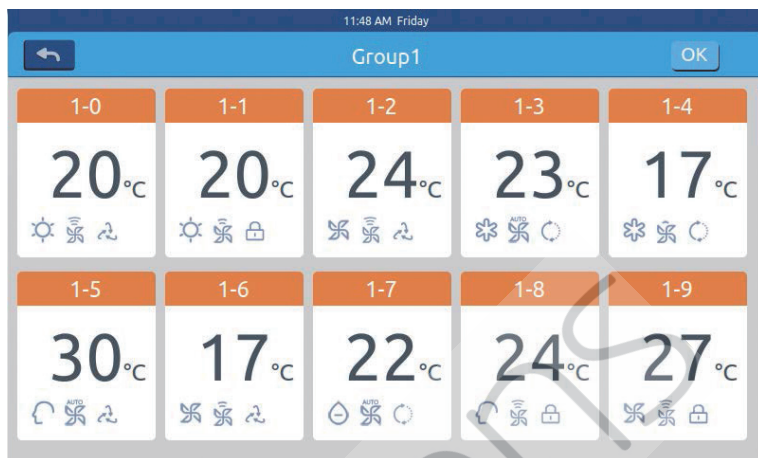 11:48 AM Friday
Group1 OK
1-0 1-1 1-2 1-3 1-4
20°C 20°C 24°C 23°C 17°C
AUTO
1-5 1-6 1-7 1-8 1-9
30°C 17°C 22°C 24°C 27°C
AUTO AUTO